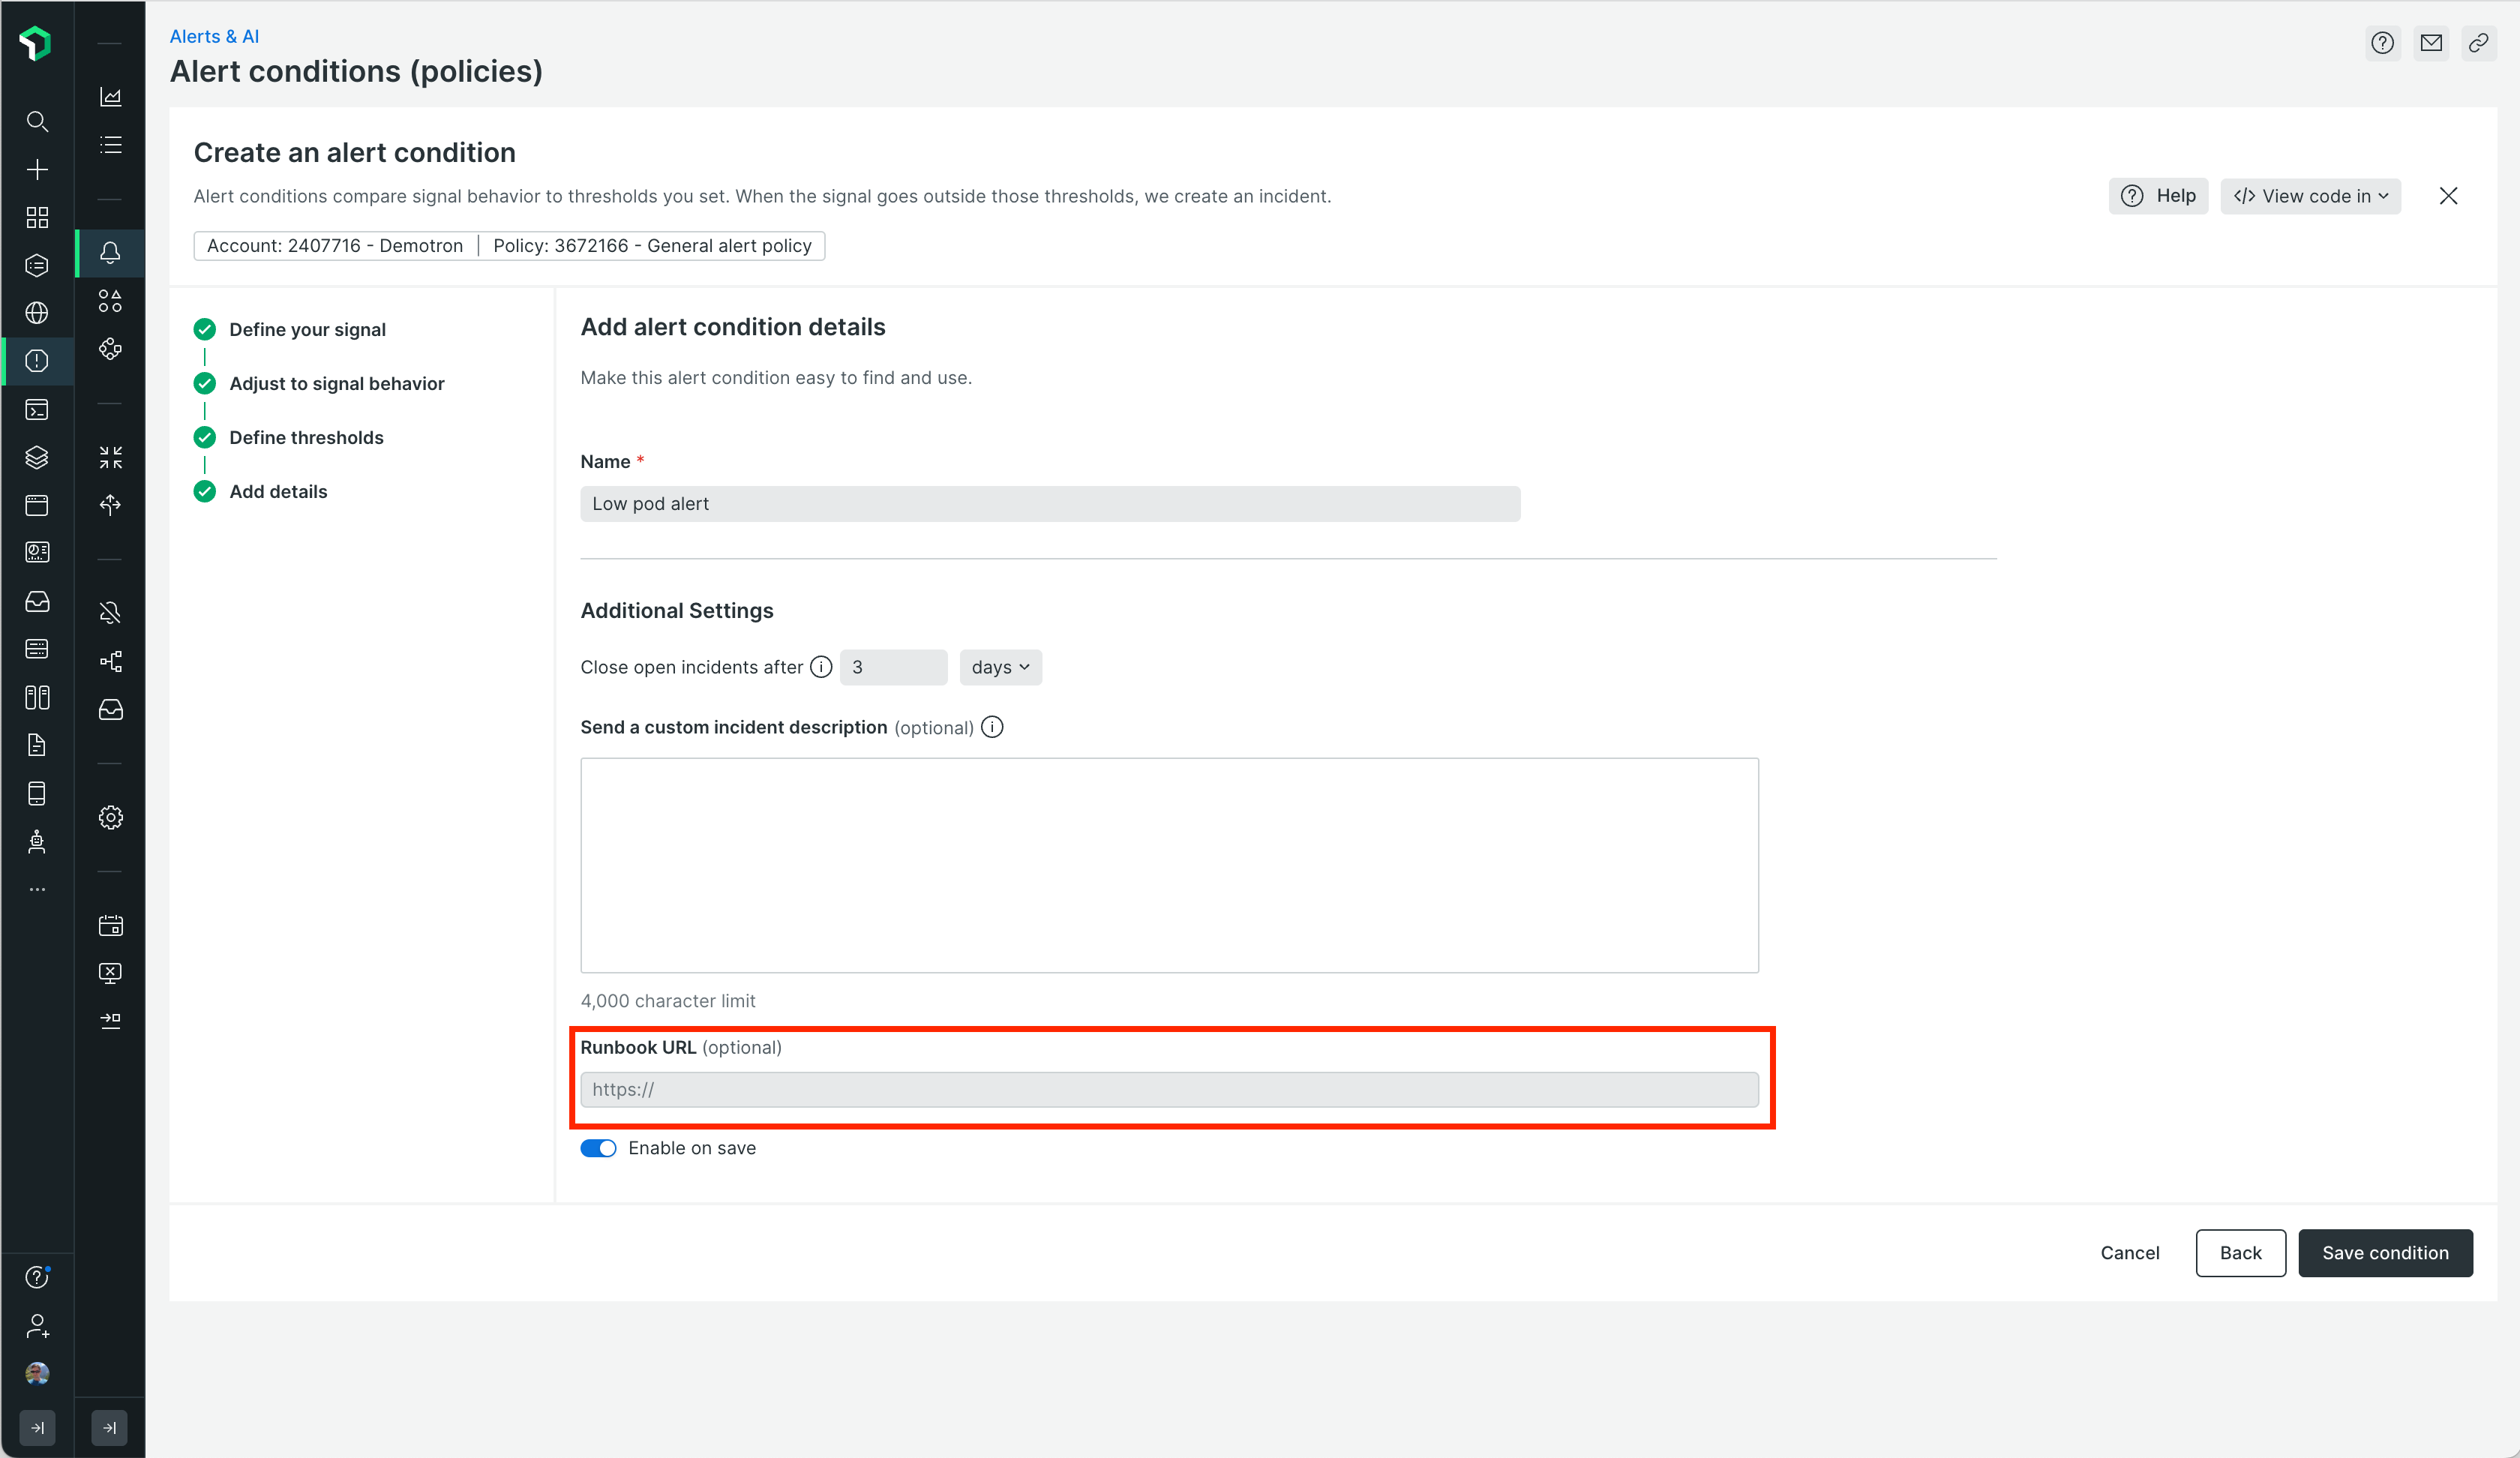 Alerts & AI
Alert conditions (policies)
Create an alert condition
Alert conditions compare signal behavior to thresholds you set. When the signal goes outside those thresholds, we create an incident.
Help
</> View code in
Account: 2407716 - Demotron | Policy: 3672166 - General alert policy
Define your signal
Adjust to signal behavior
Define thresholds
Add details
Add alert condition details
Make this alert condition easy to find and use.
Name *
Low pod alert
Additional Settings
Close open incidents after 3 days
Send a custom incident description (optional)
4,000 character limit
Runbook URL (optional)
https://
Enable on save
Cancel
Back
Save condition